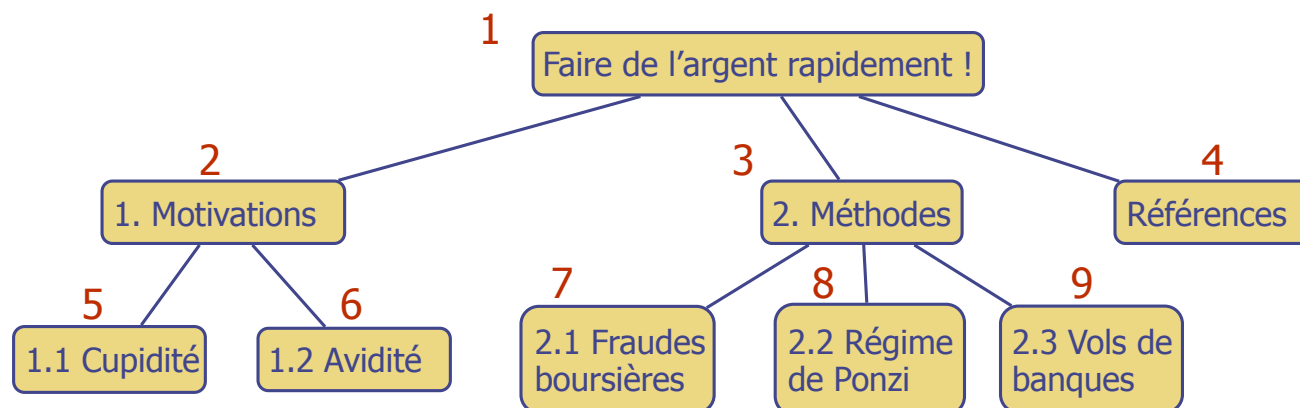 1
Faire de l’argent rapidement !
2
3
4
1. Motivations
2. Méthodes
Références
5
6
7
8
9
1.1 Cupidité
1.2 Avidité
2.1 Fraudes
boursières
2.2 Régime
de Ponzi
2.3 Vols de
banques